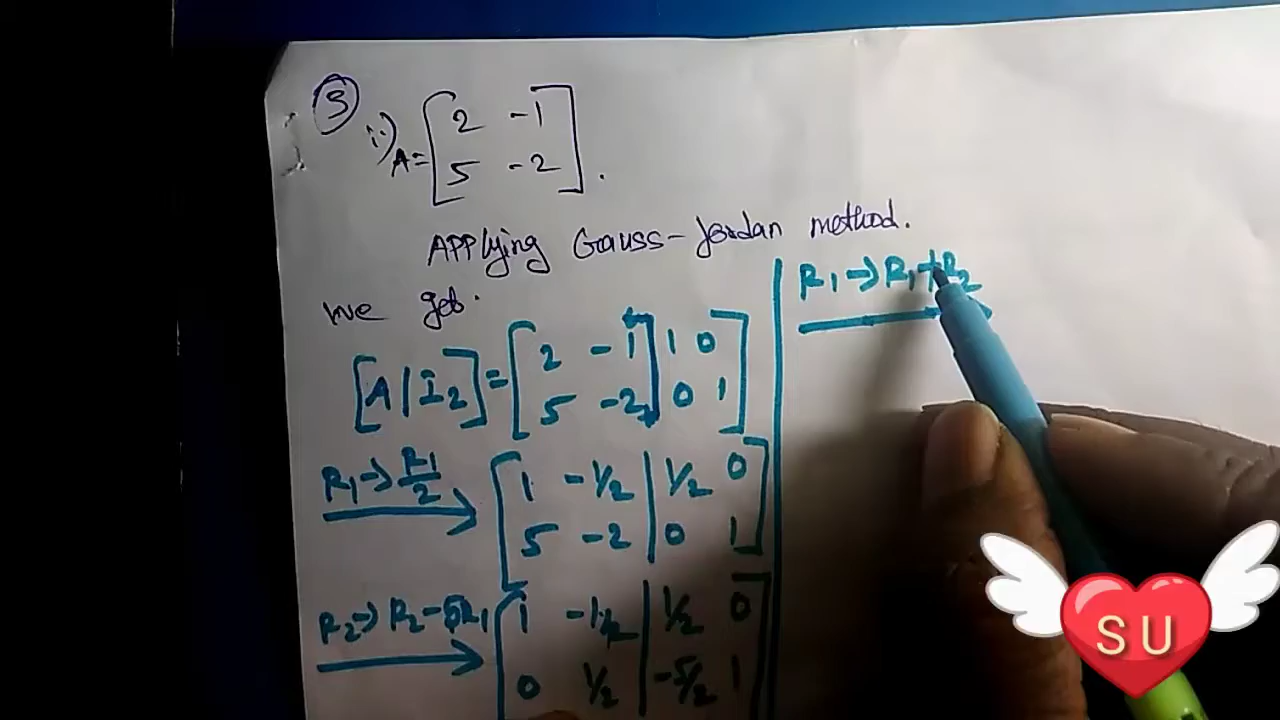 ③ i) A = [2 -1
5 -2].
Applying Gauss-Jordan method.
we get.
[A|I₂] = [2 -1 | 1 0
5 -2 | 0 1]
R₁→R₁/2 [1 -1/2 | 1/2 0
5 -2 | 0 1]
R₂→R₂-5R₁ [1 -1/2 | 1/2 0
0 1/2 | -5/2 1]
R₁→R₁+R₂
SU